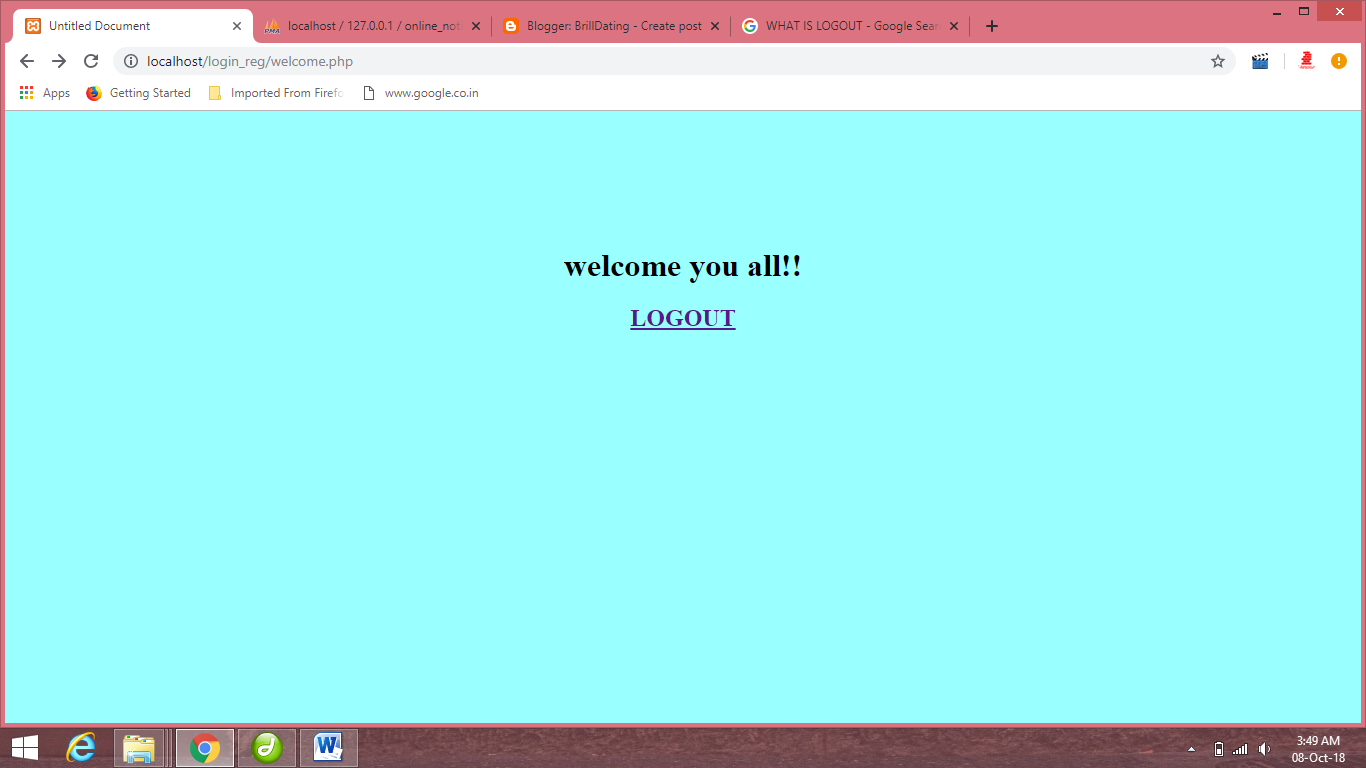 Untitled Document
localhost / 127.0.0.1 / online_not
Blogger: BrillDating - Create post
WHAT IS LOGOUT - Google Sear
localhost/login_reg/welcome.php
Apps
Getting Started
Imported From Firefo
www.google.co.in
welcome you all!!
LOGOUT
3:49 AM
08-Oct-18